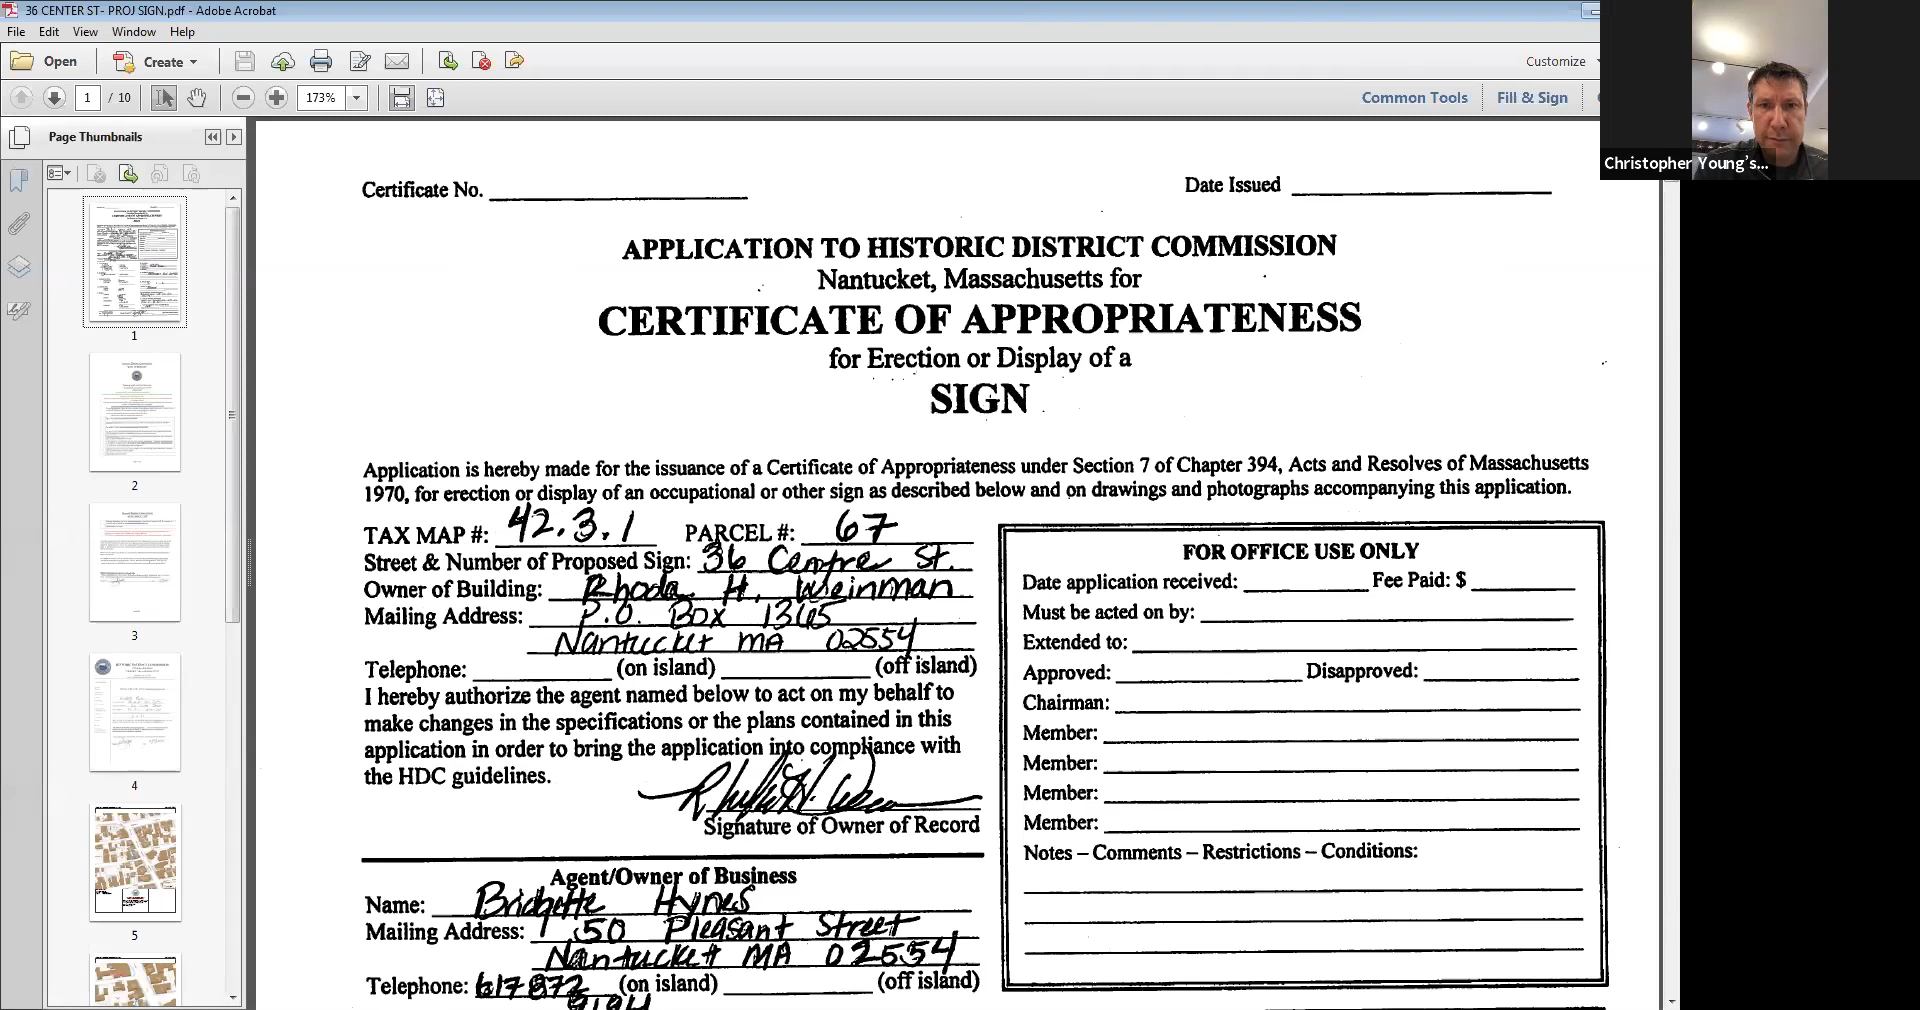 36 CENTER ST- PROJ SIGN.pdf - Adobe Acrobat
File Edit View Window Help
Open Create Customize
1 / 10 173% Common Tools Fill & Sign
Christopher Young's...
Page Thumbnails
1
2
3
4
5
Certificate No. Date Issued
APPLICATION TO HISTORIC DISTRICT COMMISSION
Nantucket, Massachusetts for
CERTIFICATE OF APPROPRIATENESS
for Erection or Display of a
SIGN
Application is hereby made for the issuance of a Certificate of Appropriateness under Section 7 of Chapter 394, Acts and Resolves of Massachusetts
1970, for erection or display of an occupational or other sign as described below and on drawings and photographs accompanying this application.
TAX MAP #: 42.3.1 PARCEL #: 67
Street & Number of Proposed Sign: 36 Centre St.
Owner of Building: Rhoda H. Weinman
Mailing Address: P.O. Box 1365
Nantucket MA 02554
Telephone: (on island) (off island)
I hereby authorize the agent named below to act on my behalf to
make changes in the specifications or the plans contained in this
application in order to bring the application into compliance with
the HDC guidelines.
Signature of Owner of Record
Agent/Owner of Business
Name: Bridgette Hynes
Mailing Address: 50 Pleasant Street
Nantucket MA 02554
Telephone: 617 872 (on island) (off island)
FOR OFFICE USE ONLY
Date application received: Fee Paid: $
Must be acted on by:
Extended to:
Approved: Disapproved:
Chairman:
Member:
Member:
Member:
Member:
Notes – Comments – Restrictions – Conditions: